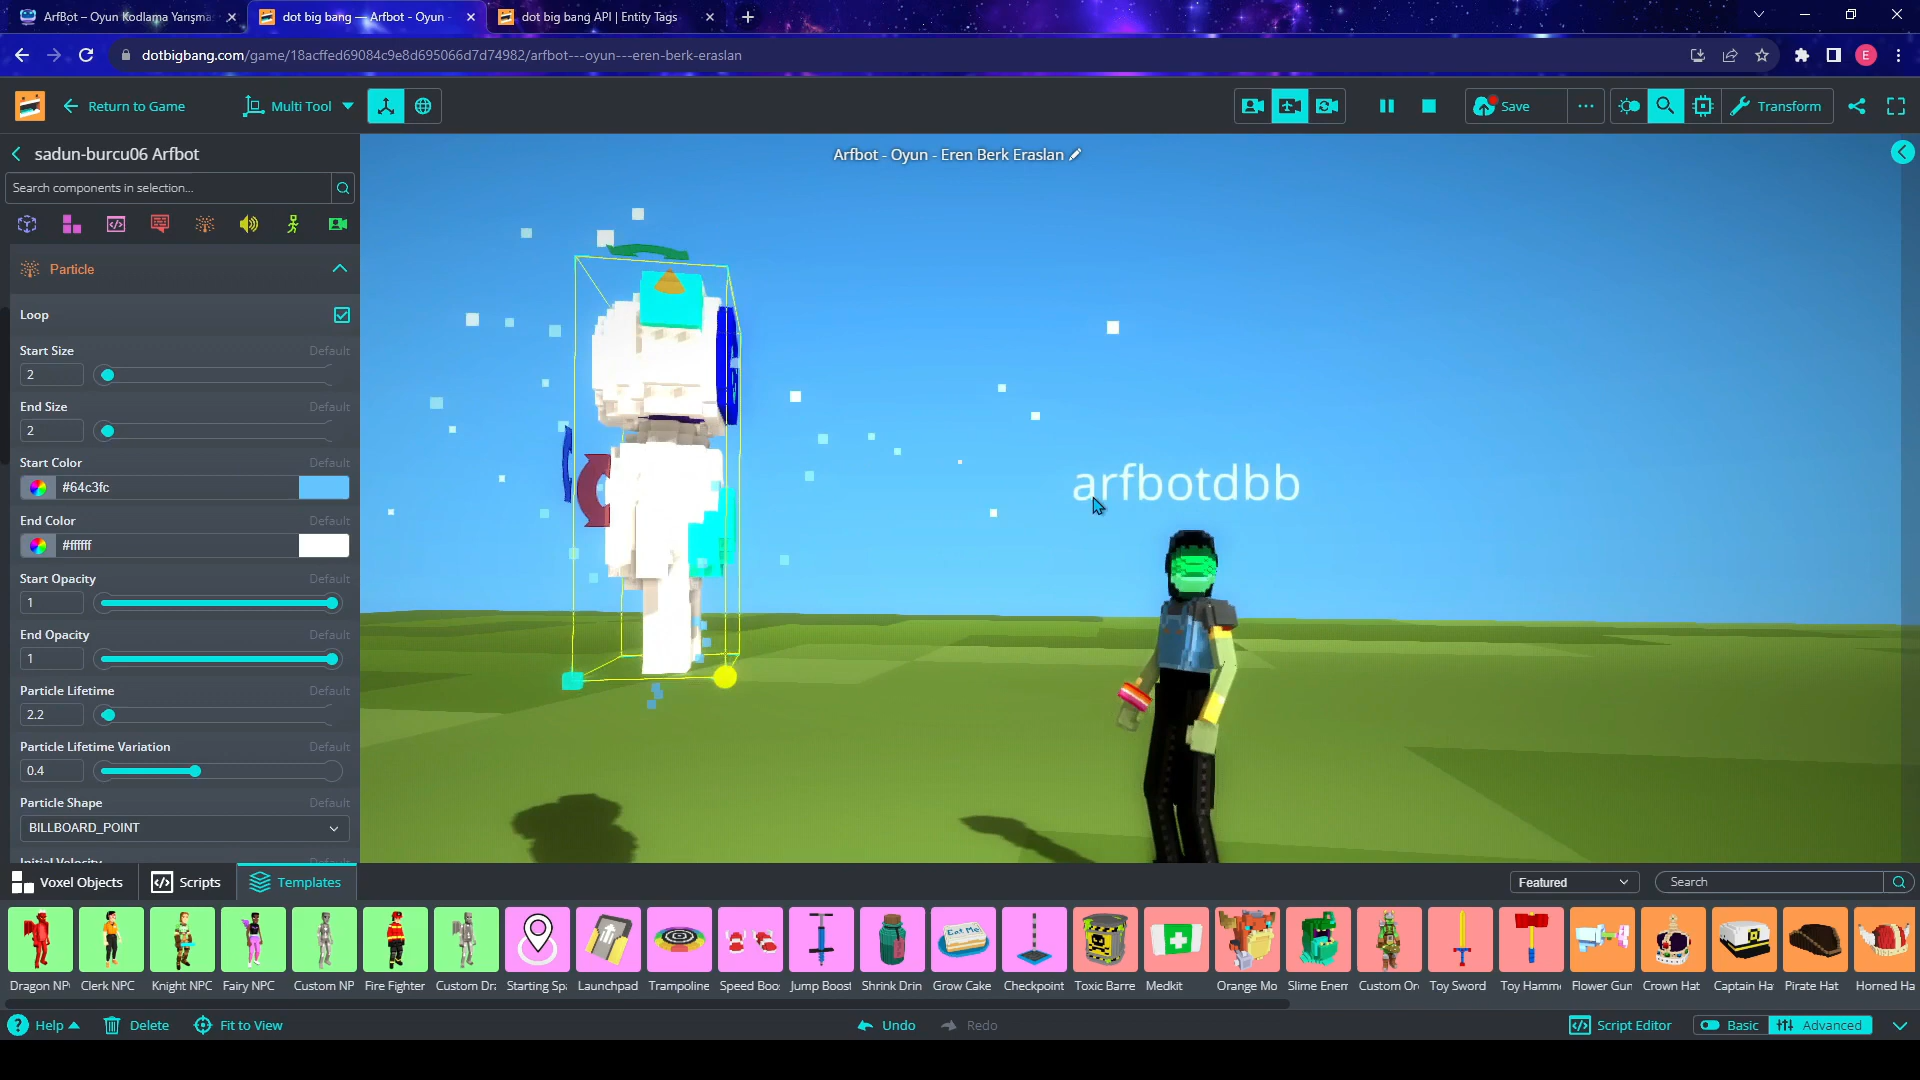 ArfBot – Oyun Kodlama Yarışma
dot big bang — Arfbot - Oyun -
dot big bang API | Entity Tags
dotbigbang.com/game/18acffed69084c9e8d695066d7d74982/arfbot---oyun---eren-berk-eraslan
E
Return to Game
Multi Tool
Save
Transform
sadun-burcu06 Arfbot
Arfbot - Oyun - Eren Berk Eraslan
Search components in selection...
Particle
Loop
Start Size Default
2
End Size Default
2
Start Color Default
#64c3fc
End Color Default
#ffffff
Start Opacity Default
1
End Opacity Default
1
Particle Lifetime Default
2.2
Particle Lifetime Variation Default
0.4
Particle Shape Default
BILLBOARD_POINT
Initial Velocity Default
arfbotdbb
Voxel Objects
Scripts
Templates
Featured
Search
Eat Me
Dragon NP
Clerk NPC
Knight NPC
Fairy NPC
Custom NP
Fire Fighter
Custom Dr
Starting Sp
Launchpad
Trampoline
Speed Boo
Jump Boost
Shrink Drin
Grow Cake
Checkpoint
Toxic Barre
Medkit
Orange Mo
Slime Enem
Custom Or
Toy Sword
Toy Hamm
Flower Gun
Crown Hat
Captain Ha
Pirate Hat
Horned Ha
? Help
Delete
Fit to View
Undo
Redo
Script Editor
Basic
Advanced